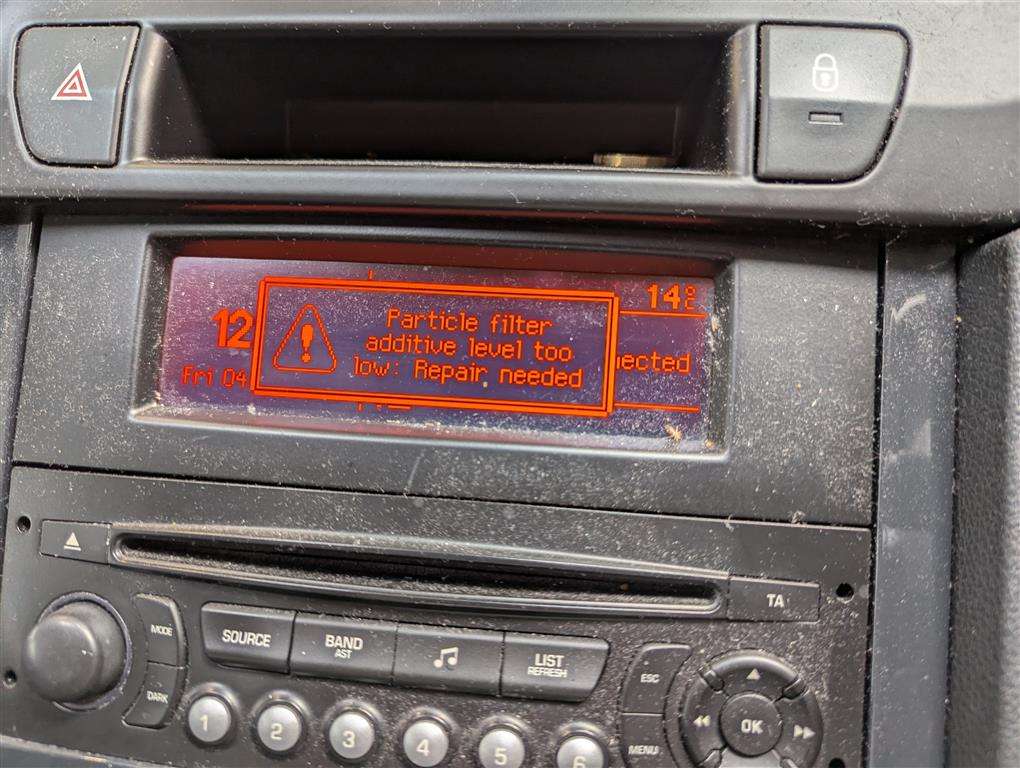 14°C
12
Particle filter
additive level too
low: Repair needed
nected
Fri 04
TA
MODE
DARK
SOURCE
BAND
AST
LIST
REFRESH
ESC
MENU
OK
1
2
3
4
5
6